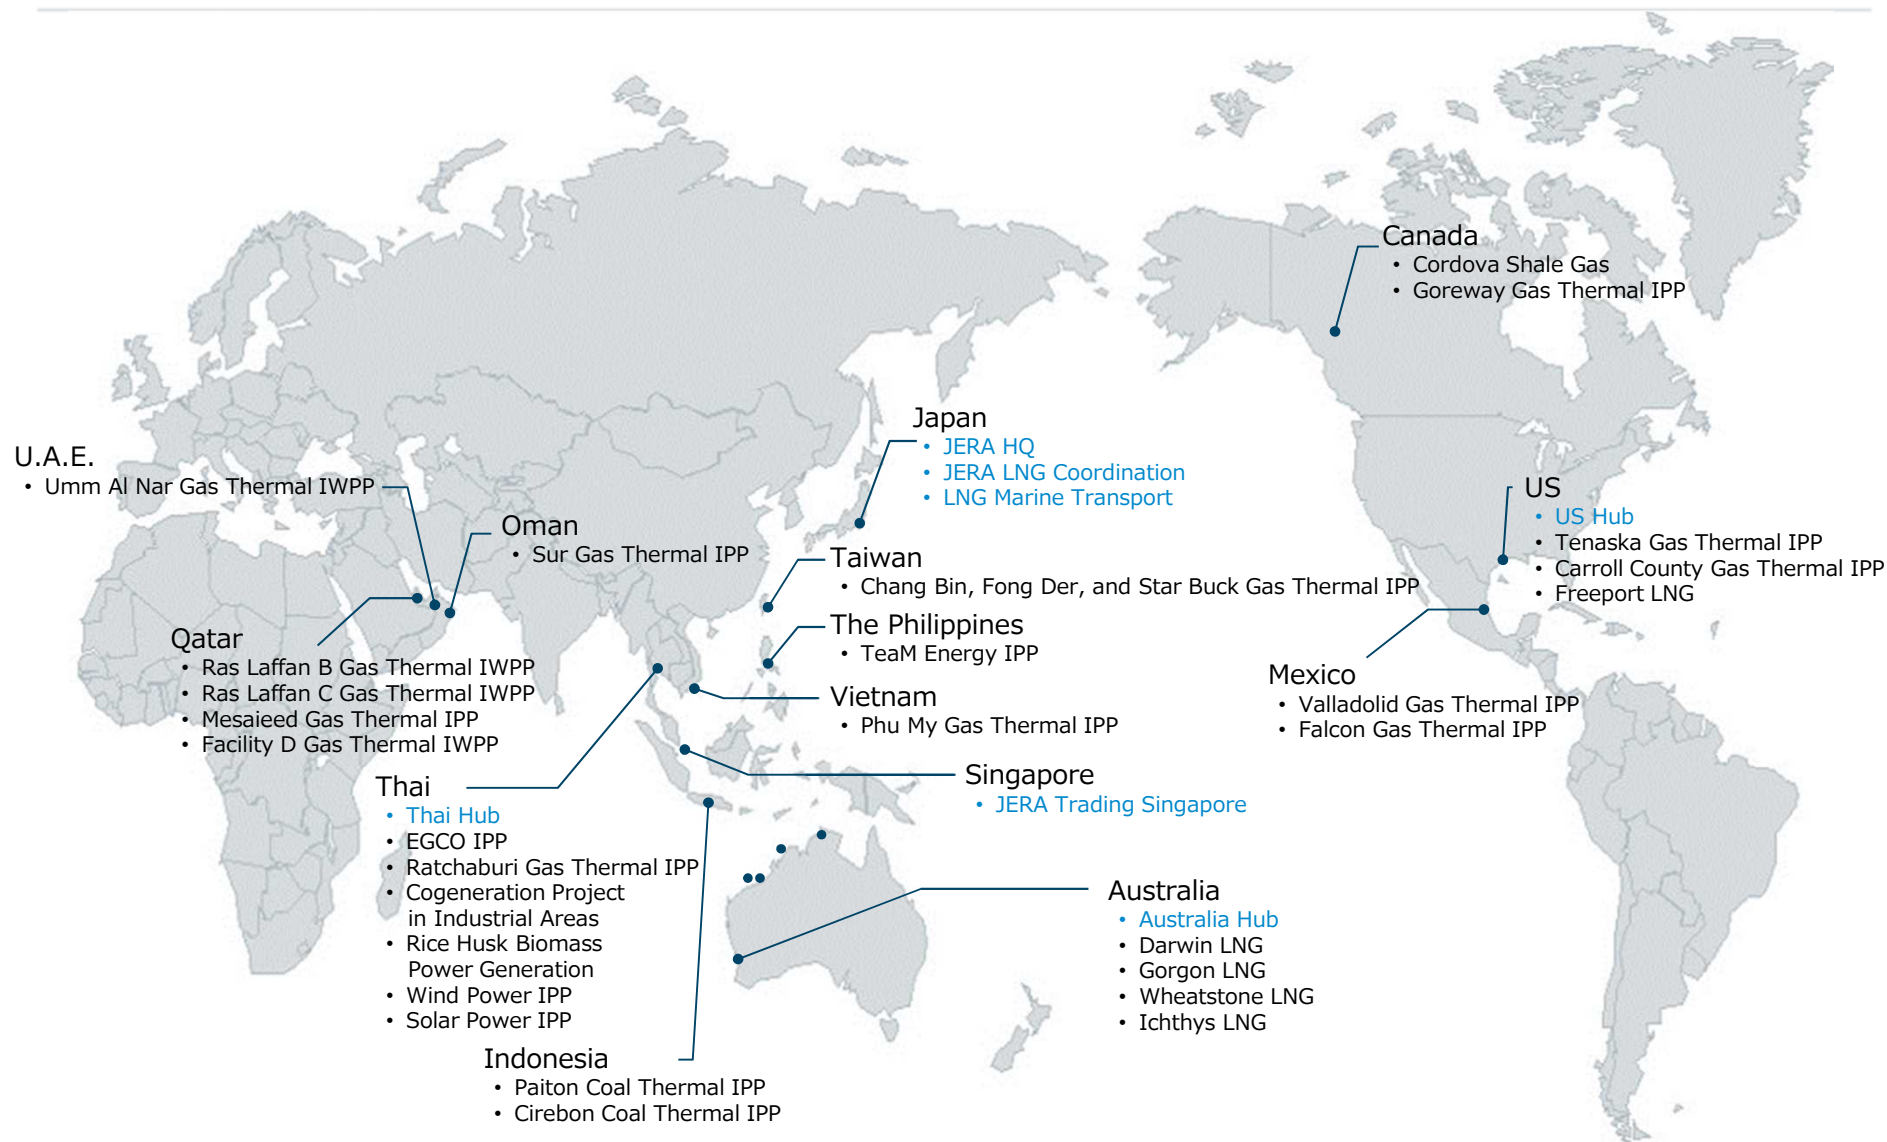 Canada
• Cordova Shale Gas
• Goreway Gas Thermal IPP
Japan
• JERA HQ
• JERA LNG Coordination
• LNG Marine Transport
U.A.E.
• Umm Al Nar Gas Thermal IWPP
US
• US Hub
• Tenaska Gas Thermal IPP
• Carroll County Gas Thermal IPP
• Freeport LNG
Oman
• Sur Gas Thermal IPP
Taiwan
• Chang Bin, Fong Der, and Star Buck Gas Thermal IPP
The Philippines
• TeaM Energy IPP
Qatar
• Ras Laffan B Gas Thermal IWPP
• Ras Laffan C Gas Thermal IWPP
• Mesaieed Gas Thermal IPP
• Facility D Gas Thermal IWPP
Mexico
• Valladolid Gas Thermal IPP
• Falcon Gas Thermal IPP
Vietnam
• Phu My Gas Thermal IPP
Singapore
• JERA Trading Singapore
Thai
• Thai Hub
• EGCO IPP
• Ratchaburi Gas Thermal IPP
• Cogeneration Project
in Industrial Areas
• Rice Husk Biomass
Power Generation
• Wind Power IPP
• Solar Power IPP
Australia
• Australia Hub
• Darwin LNG
• Gorgon LNG
• Wheatstone LNG
• Ichthys LNG
Indonesia
• Paiton Coal Thermal IPP
• Cirebon Coal Thermal IPP